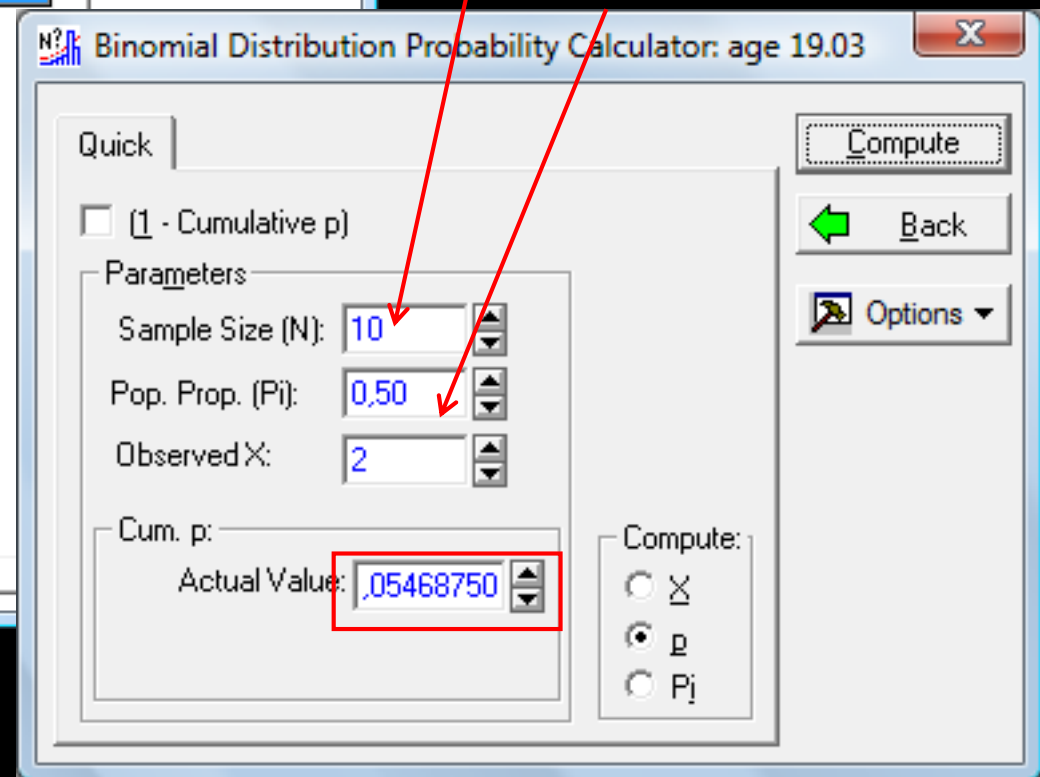 N?
Binomial Distribution Probability Calculator: age 19.03
Quick
Compute
(1 - Cumulative p)
Back
Parameters
Sample Size (N): 10
Options
Pop. Prop. (Pi): 0,50
Observed X: 2
Cum. p:
Compute:
Actual Value: ,05468750
X
p
Pi